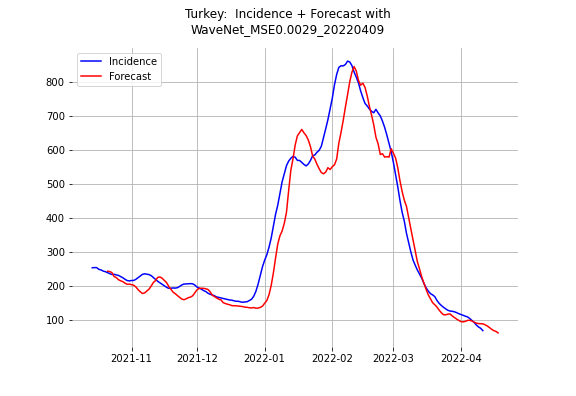 Turkey:  Incidence + Forecast with
WaveNet_MSE0.0029_20220409
Incidence
Forecast
800
700
600
500
400
300
200
100
2021-11 2021-12 2022-01 2022-02 2022-03 2022-04